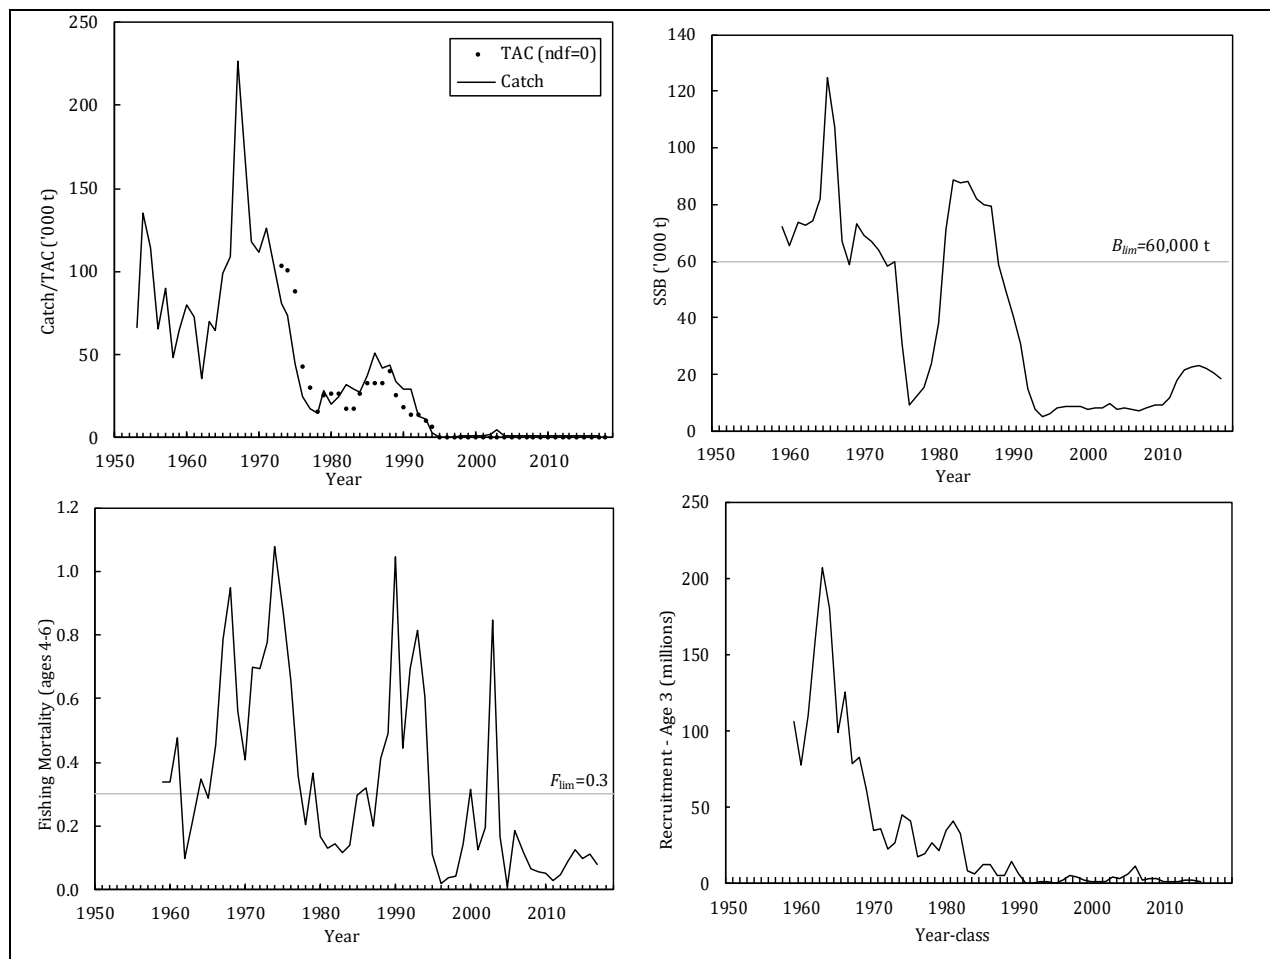 250
200
150
100
50
0
Catch/TAC ('000 t)
TAC (ndf=0)
Catch
1950 1960 1970 1980 1990 2000 2010
Year
140
120
100
80
60
40
20
0
SSB ('000 t)
Blim=60,000 t
1950 1960 1970 1980 1990 2000 2010
Year
1.2
1.0
0.8
0.6
0.4
0.2
0.0
Fishing Mortality (ages 4-6)
Flim=0.3
1950 1960 1970 1980 1990 2000 2010
Year
250
200
150
100
50
0
Recruitment - Age 3 (millions)
1950 1960 1970 1980 1990 2000 2010
Year-class